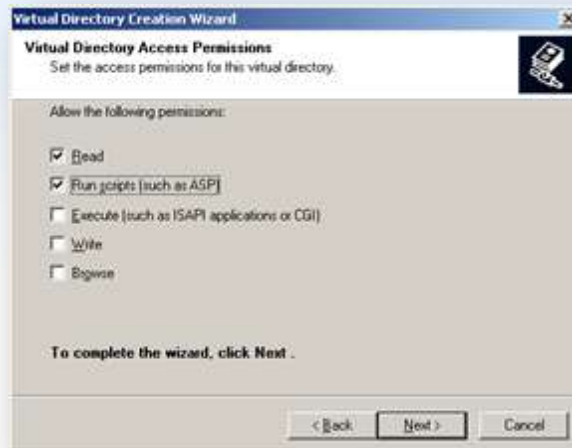 Virtual Directory Creation Wizard
Virtual Directory Access Permissions
Set the access permissions for this virtual directory.
Allow the following permissions:
Read
Run scripts (such as ASP)
Execute (such as ISAPI applications or CGI)
Write
Browse
To complete the wizard, click Next .
< Back Next > Cancel